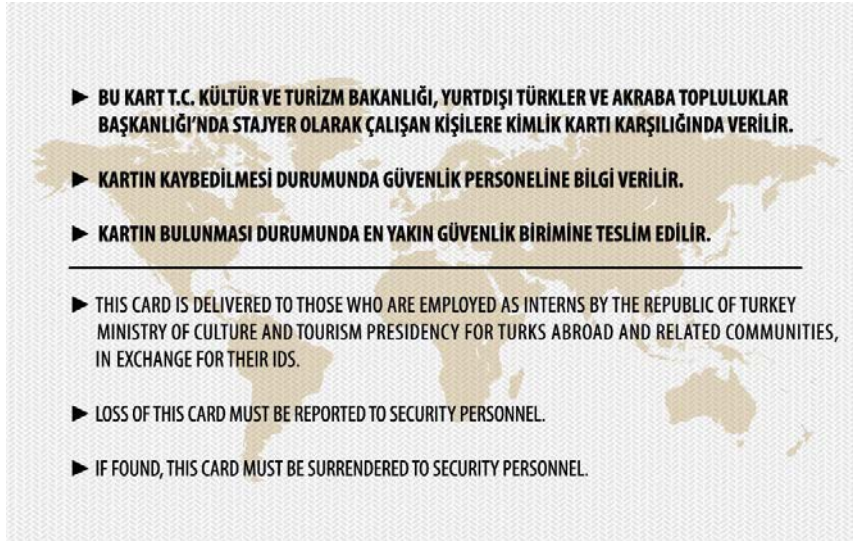 ► BU KART T.C. KÜLTÜR VE TURİZM BAKANLIĞI, YURTDIŞI TÜRKLER VE AKRABA TOPLULUKLAR
BAŞKANLIĞI'NDA STAJYER OLARAK ÇALIŞAN KİŞİLERE KİMLİK KARTI KARŞILIĞINDA VERİLİR.
► KARTIN KAYBEDİLMESİ DURUMUNDA GÜVENLİK PERSONELİNE BİLGİ VERİLİR.
► KARTIN BULUNMASI DURUMUNDA EN YAKIN GÜVENLİK BİRİMİNE TESLİM EDİLİR.
► THIS CARD IS DELIVERED TO THOSE WHO ARE EMPLOYED AS INTERNS BY THE REPUBLIC OF TURKEY
MINISTRY OF CULTURE AND TOURISM PRESIDENCY FOR TURKS ABROAD AND RELATED COMMUNITIES,
IN EXCHANGE FOR THEIR IDS.
► LOSS OF THIS CARD MUST BE REPORTED TO SECURITY PERSONNEL.
► IF FOUND, THIS CARD MUST BE SURRENDERED TO SECURITY PERSONNEL.